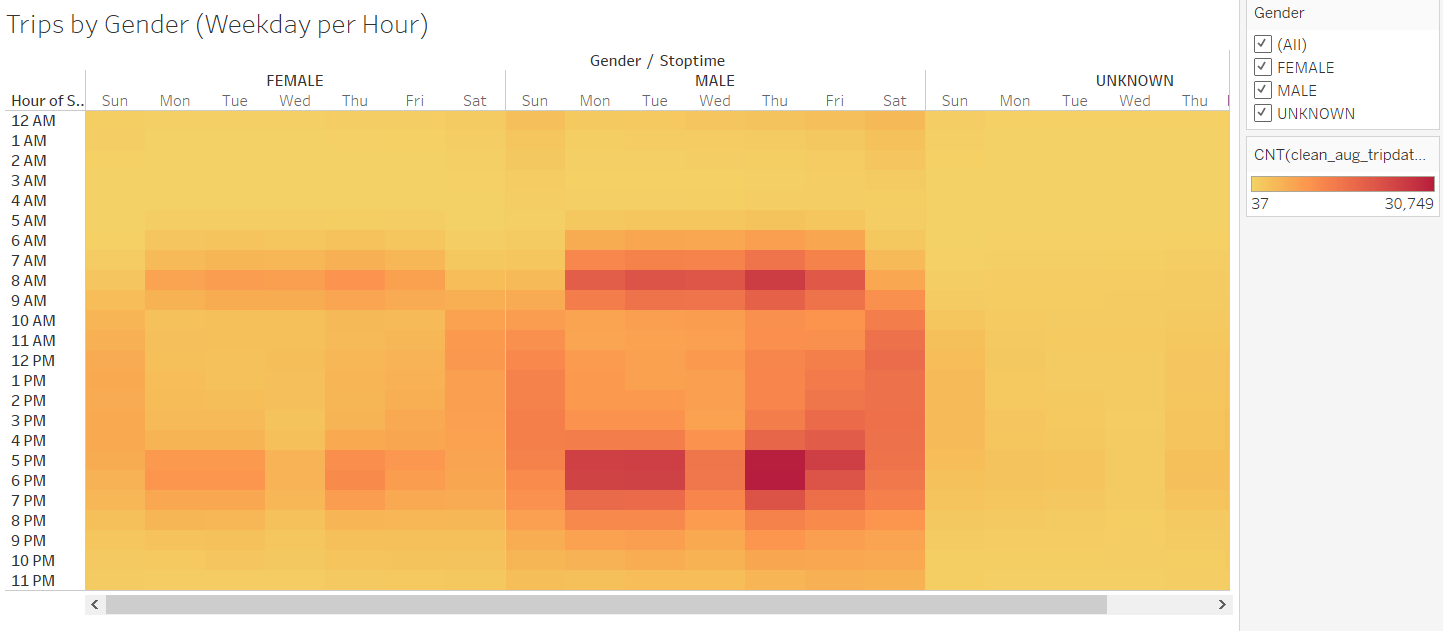 Trips by Gender (Weekday per Hour)
Gender / Stoptime
FEMALE MALE UNKNOWN
Hour of S.. Sun Mon Tue Wed Thu Fri Sat Sun Mon Tue Wed Thu Fri Sat Sun Mon Tue Wed Thu
12 AM
1 AM
2 AM
3 AM
4 AM
5 AM
6 AM
7 AM
8 AM
9 AM
10 AM
11 AM
12 PM
1 PM
2 PM
3 PM
4 PM
5 PM
6 PM
7 PM
8 PM
9 PM
10 PM
11 PM
Gender
(All)
FEMALE
MALE
UNKNOWN
CNT(clean_aug_tripdat...
37 30,749